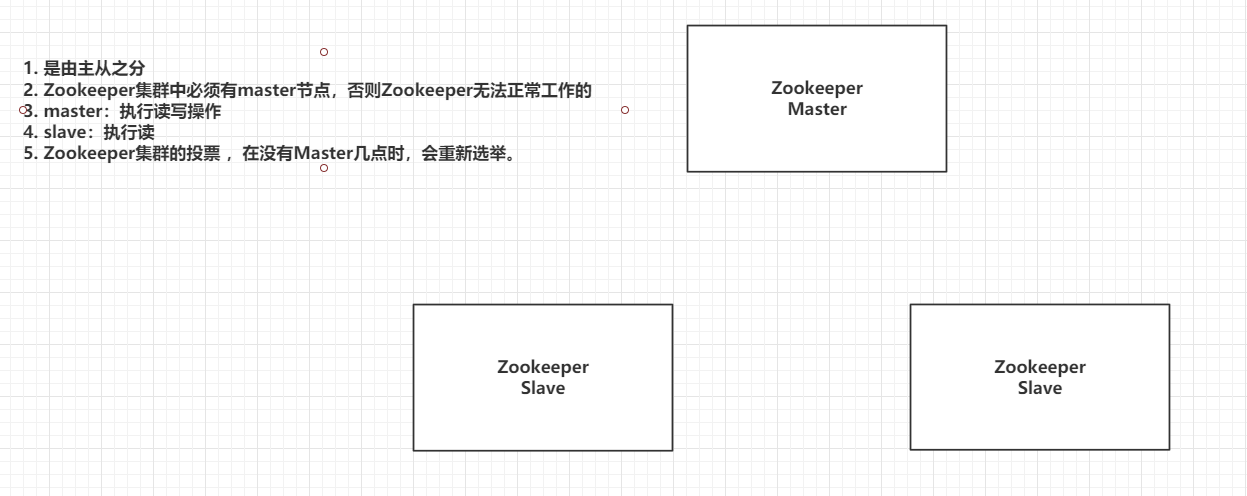 1. 是由主从之分
2. Zookeeper集群中必须有master节点，否则Zookeeper无法正常工作的
3. master：执行读写操作
4. slave：执行读
5. Zookeeper集群的投票 ，在没有Master几点时，会重新选举。
Zookeeper
Master
Zookeeper
Slave
Zookeeper
Slave